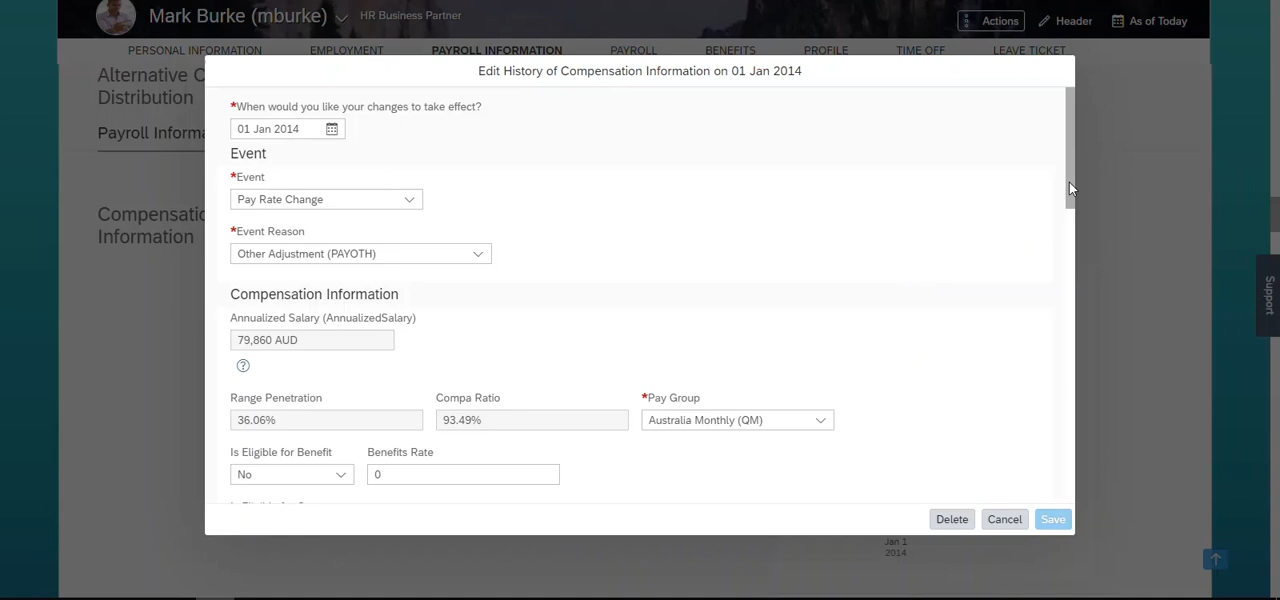 Mark Burke (mburke) HR Business Partner Actions Header As of Today
PERSONAL INFORMATION EMPLOYMENT PAYROLL INFORMATION PAYROLL BENEFITS PROFILE TIME OFF LEAVE TICKET
Alternative C
Distribution
Payroll Informa
Compensatio
Information
Edit History of Compensation Information on 01 Jan 2014
*When would you like your changes to take effect?
01 Jan 2014
Event
*Event
Pay Rate Change
*Event Reason
Other Adjustment (PAYOTH)
Compensation Information
Annualized Salary (AnnualizedSalary)
79,860 AUD
?
Range Penetration Compa Ratio *Pay Group
36.06% 93.49% Australia Monthly (QM)
Is Eligible for Benefit Benefits Rate
No 0
Delete Cancel Save
Jan 1
2014
Support